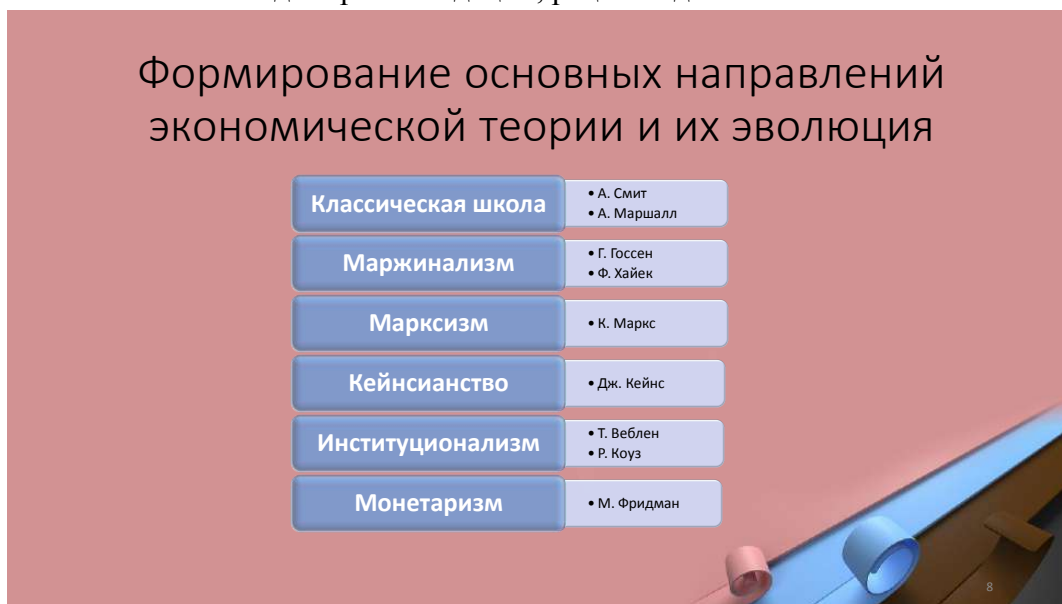 Формирование основных направлений
экономической теории и их эволюция
Классическая школа
• А. Смит
• А. Маршалл
Маржинализм
• Г. Госсен
• Ф. Хайек
Марксизм
• К. Маркс
Кейнсианство
• Дж. Кейнс
Институционализм
• Т. Веблен
• Р. Коуз
Монетаризм
• М. Фридман
8